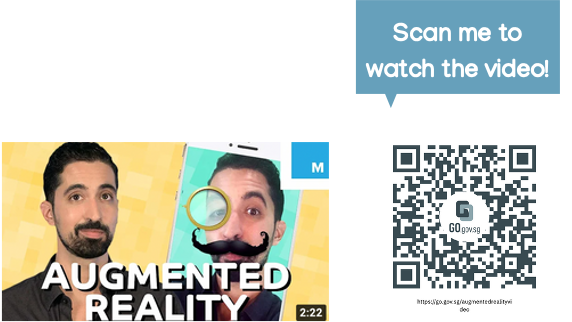 Scan me to
watch the video!
M
AUGMENTED
REALITY
2:22
GO.gov.sg
https://go.gov.sg/augmentedrealityvi
deo